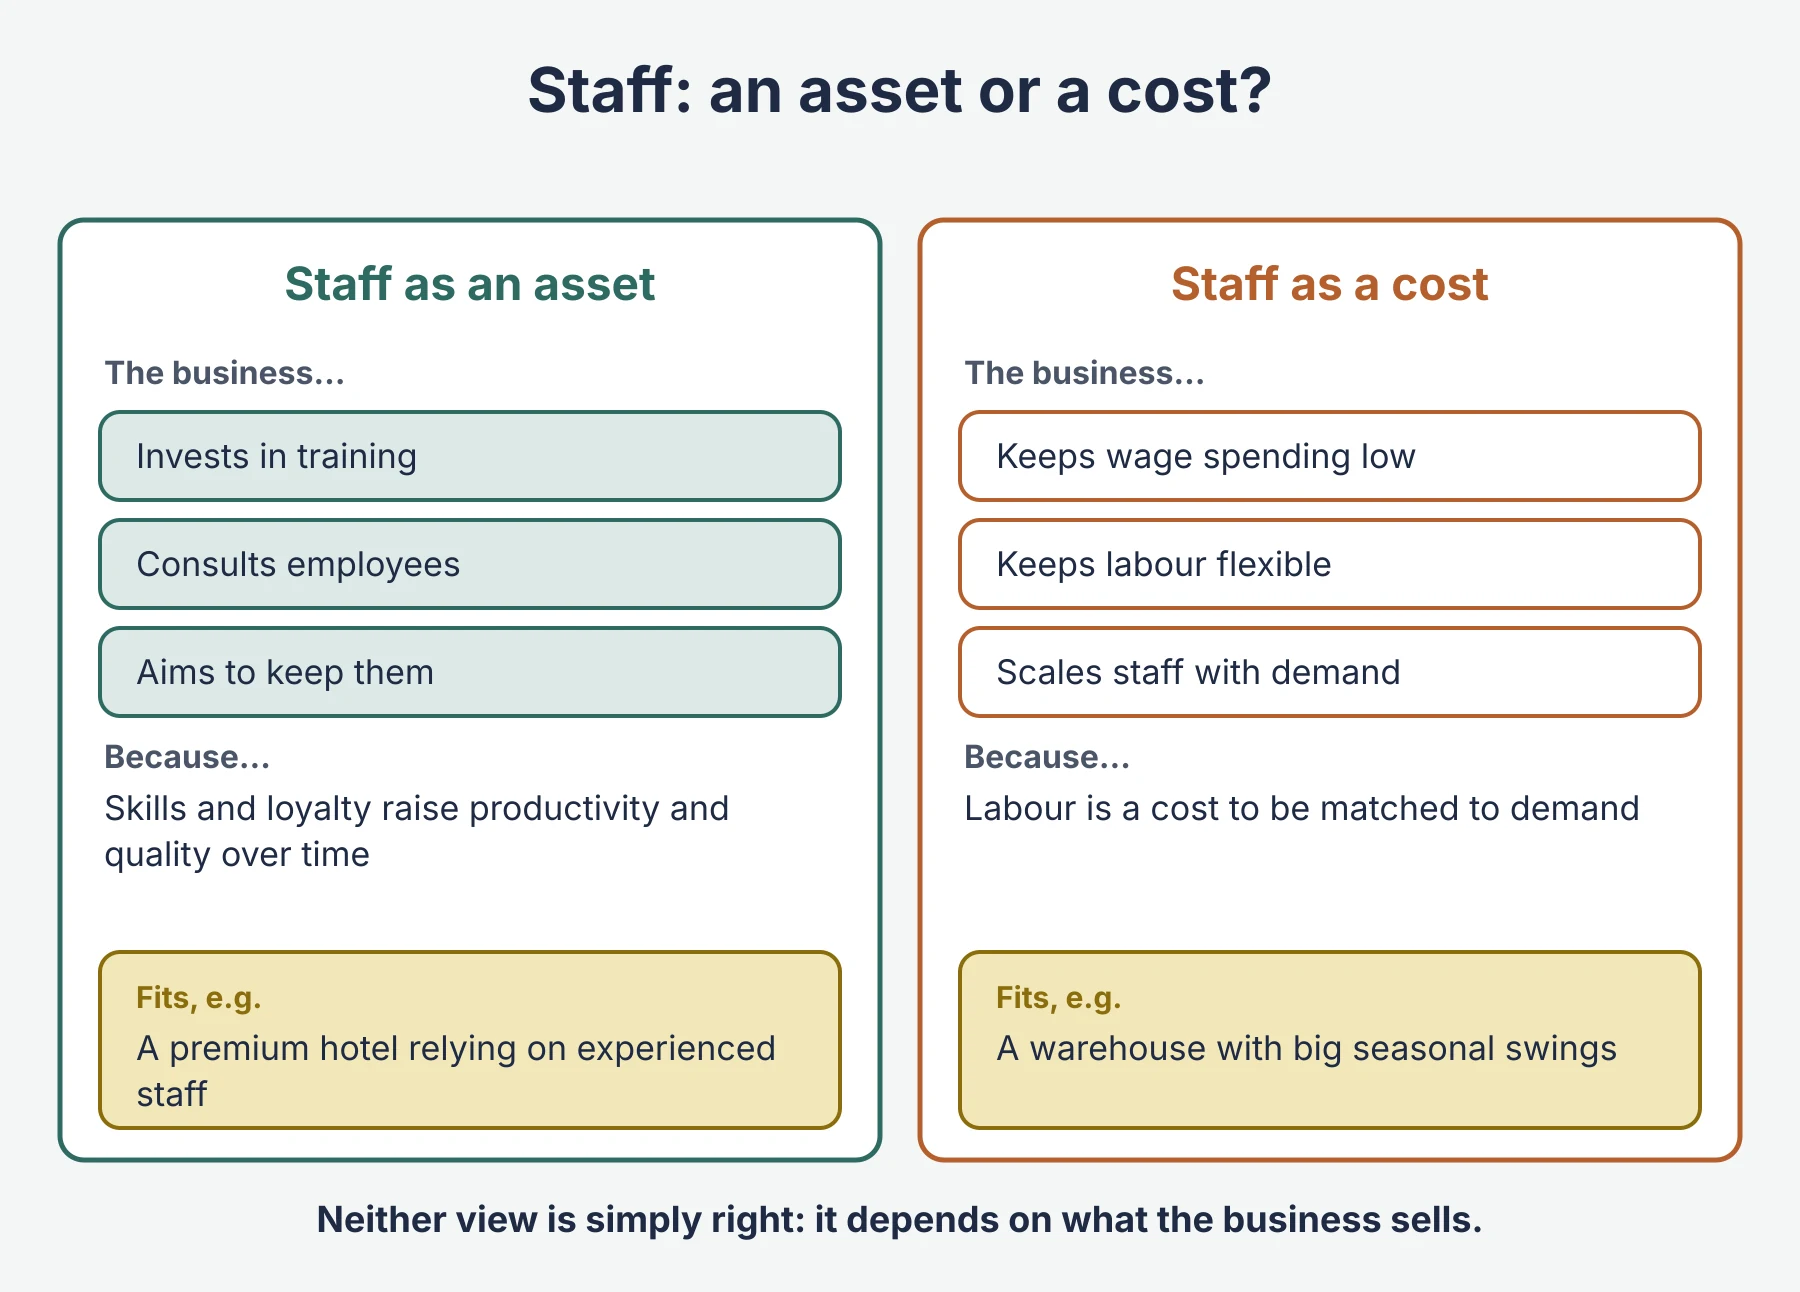 Staff: an asset or a cost?
Staff as an asset
The business...
Invests in training
Consults employees
Aims to keep them
Because...
Skills and loyalty raise productivity and
quality over time
Fits, e.g.
A premium hotel relying on experienced
staff
Staff as a cost
The business...
Keeps wage spending low
Keeps labour flexible
Scales staff with demand
Because...
Labour is a cost to be matched to demand
Fits, e.g.
A warehouse with big seasonal swings
Neither view is simply right: it depends on what the business sells.